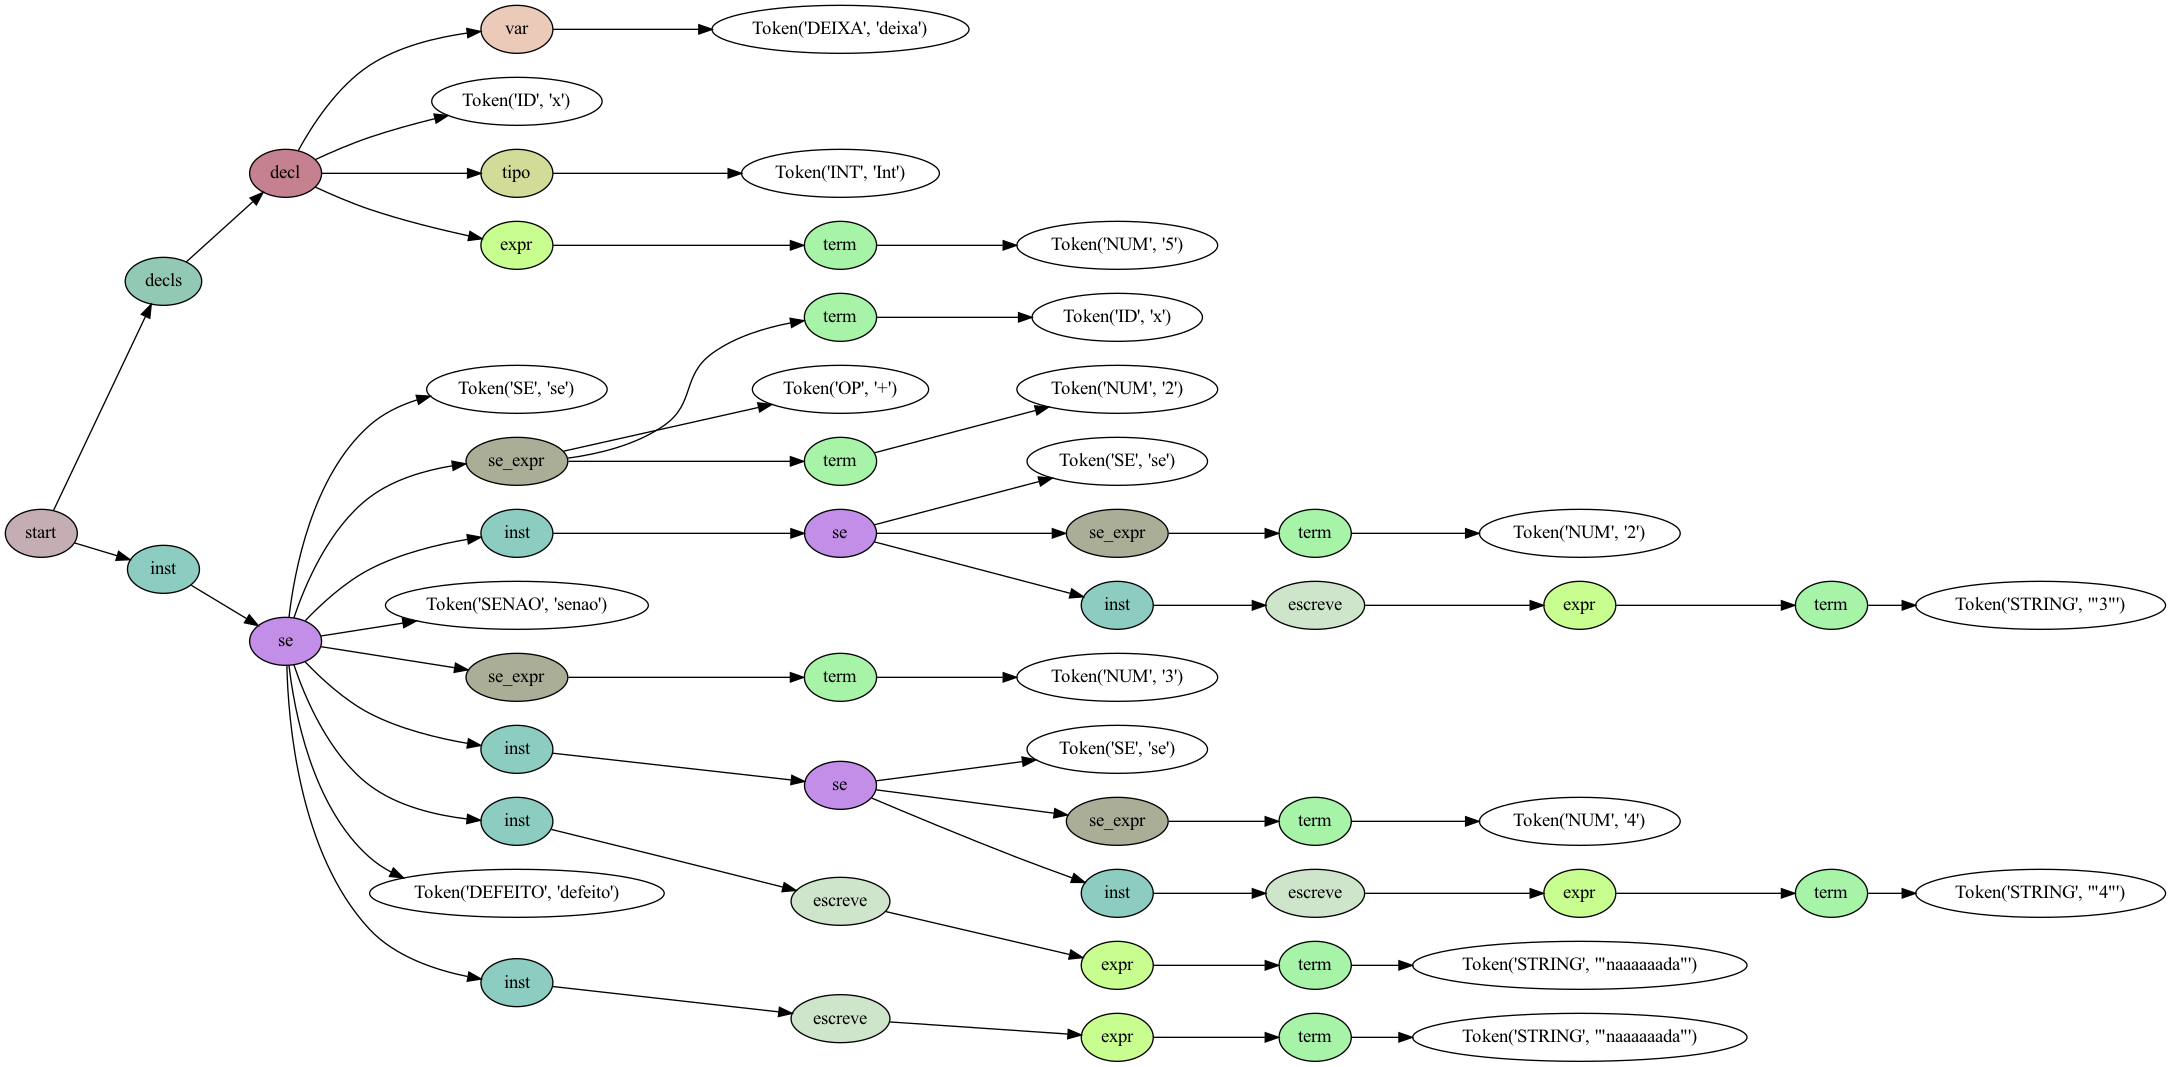 var
Token('DEIXA', 'deixa')
Token('ID', 'x')
decl
tipo
Token('INT', 'Int')
expr
term
Token('NUM', '5')
decls
term
Token('ID', 'x')
Token('SE', 'se')
Token('OP', '+')
Token('NUM', '2')
se_expr
term
Token('SE', 'se')
start
inst
inst
se
se_expr
term
Token('NUM', '2')
Token('SENAO', 'senao')
inst
escreve
expr
term
Token('STRING', '"3"')
se
se_expr
term
Token('NUM', '3')
inst
Token('SE', 'se')
se
inst
se_expr
term
Token('NUM', '4')
Token('DEFEITO', 'defeito')
escreve
inst
escreve
expr
term
Token('STRING', '"4"')
expr
term
Token('STRING', '"naaaaaada"')
inst
escreve
expr
term
Token('STRING', '"naaaaaada"')